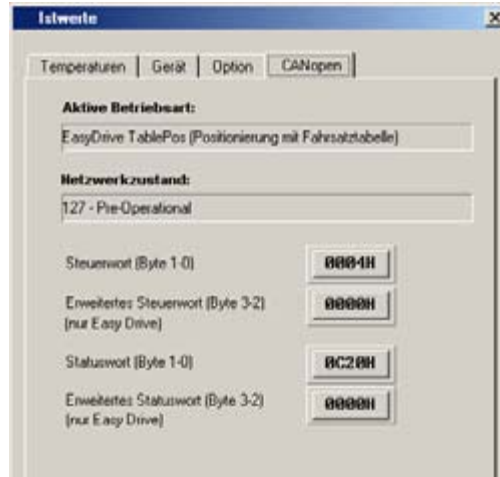 Istwerte
Temperaturen Gerät Option CANopen
Aktive Betriebsart:
EasyDrive TablePos (Positionierung mit Fahrsatztabelle)
Netzwerkzustand:
127 - Pre-Operational
Steuerwort (Byte 1-0) 0004H
Erweitertes Steuerwort (Byte 3-2) 0000H
(nur Easy Drive)
Statuswort (Byte 1-0) 0C20H
Erweitertes Statuswort (Byte 3-2) 0000H
(nur Easy Drive)